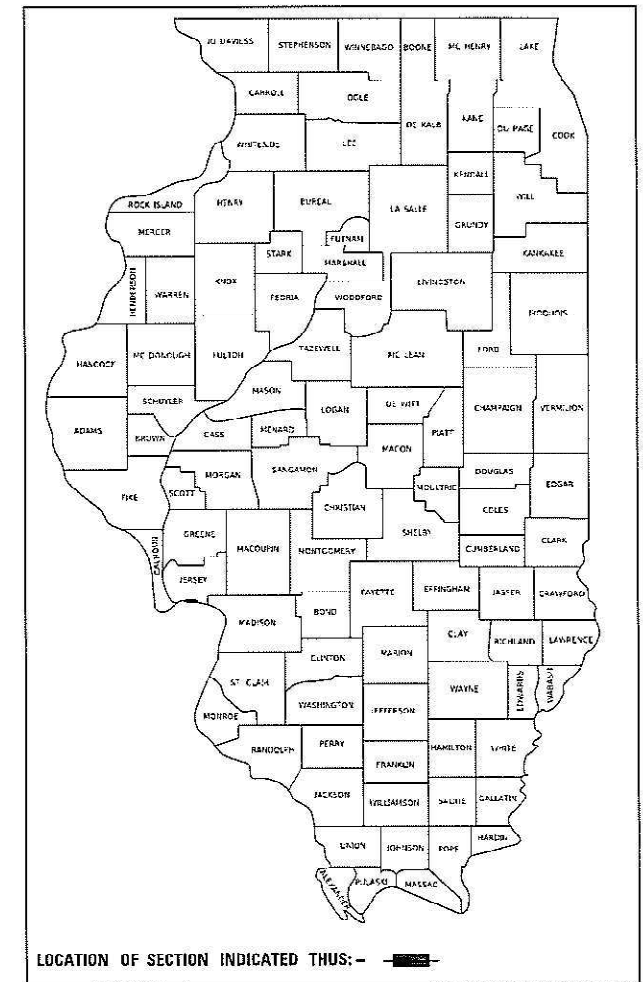 JO DAVIESS STEPHENSON WINNEBAGO BOONE MC HENRY LAKE
CARROLL OGLE DE KALB KANE DU PAGE COOK
WHITESIDE LEE KENDALL WILL
ROCK ISLAND HENRY BUREAU LA SALLE GRUNDY
MERCER STARK PUTNAM MARSHALL KANKAKEE
HENDERSON WARREN KNOX PEORIA WOODFORD LIVINGSTON IROQUOIS
HANCOCK MC DONOUGH FULTON TAZEWELL MC LEAN FORD
SCHUYLER MASON LOGAN DE WITT CHAMPAIGN VERMILION
ADAMS BROWN CASS MENARD MACON PIATT
PIKE SCOTT MORGAN SANGAMON MOULTRIE DOUGLAS EDGAR
CHRISTIAN COLES
CALHOUN GREENE MACOUPIN MONTGOMERY SHELBY CUMBERLAND CLARK
JERSEY BOND FAYETTE EFFINGHAM JASPER CRAWFORD
MADISON CLAY RICHLAND LAWRENCE
CLINTON MARION
ST. CLAIR WASHINGTON WAYNE EDWARDS WABASH
MONROE JEFFERSON
RANDOLPH PERRY FRANKLIN HAMILTON WHITE
JACKSON WILLIAMSON SALINE GALLATIN
UNION JOHNSON POPE HARDIN
ALEXANDER PULASKI MASSAC
LOCATION OF SECTION INDICATED THUS: -